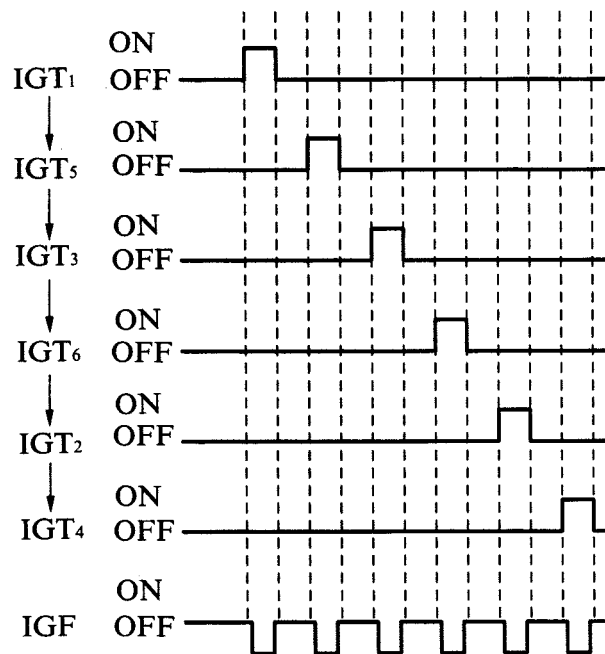 ON
IGT₁ OFF
ON
IGT₅ OFF
ON
IGT₃ OFF
ON
IGT₆ OFF
ON
IGT₂ OFF
ON
IGT₄ OFF
ON
IGF OFF